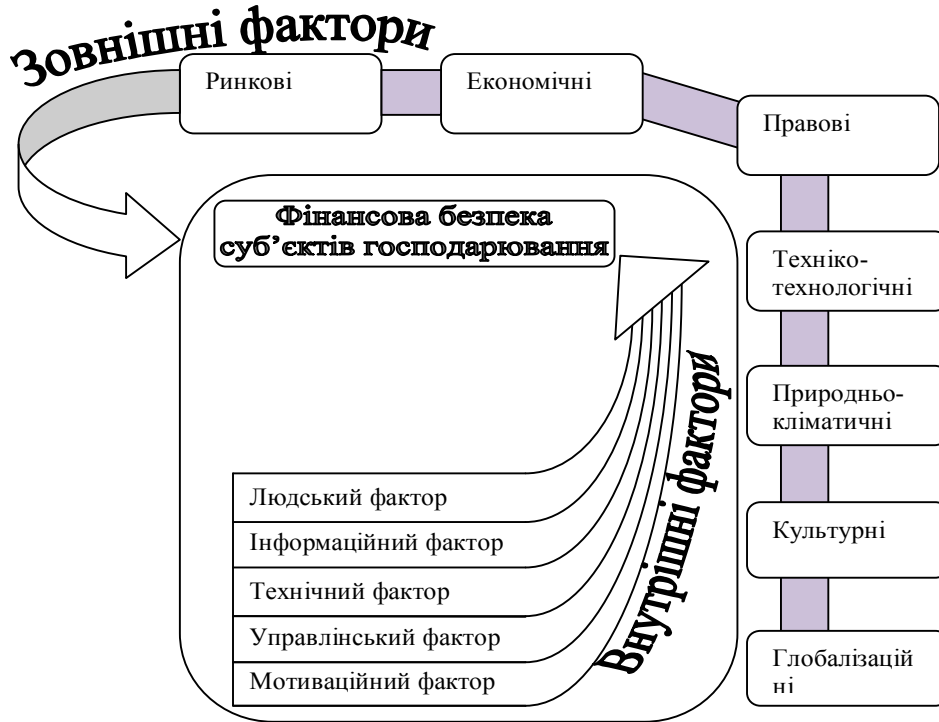 Зовнішні фактори
Ринкові
Економічні
Правові
Фінансова безпека
суб’єктів господарювання
Техніко-
технологічні
Природньо-
кліматичні
Культурні
Глобалізацій
ні
Внутрішні фактори
Людський фактор
Інформаційний фактор
Технічний фактор
Управлінський фактор
Мотиваційний фактор